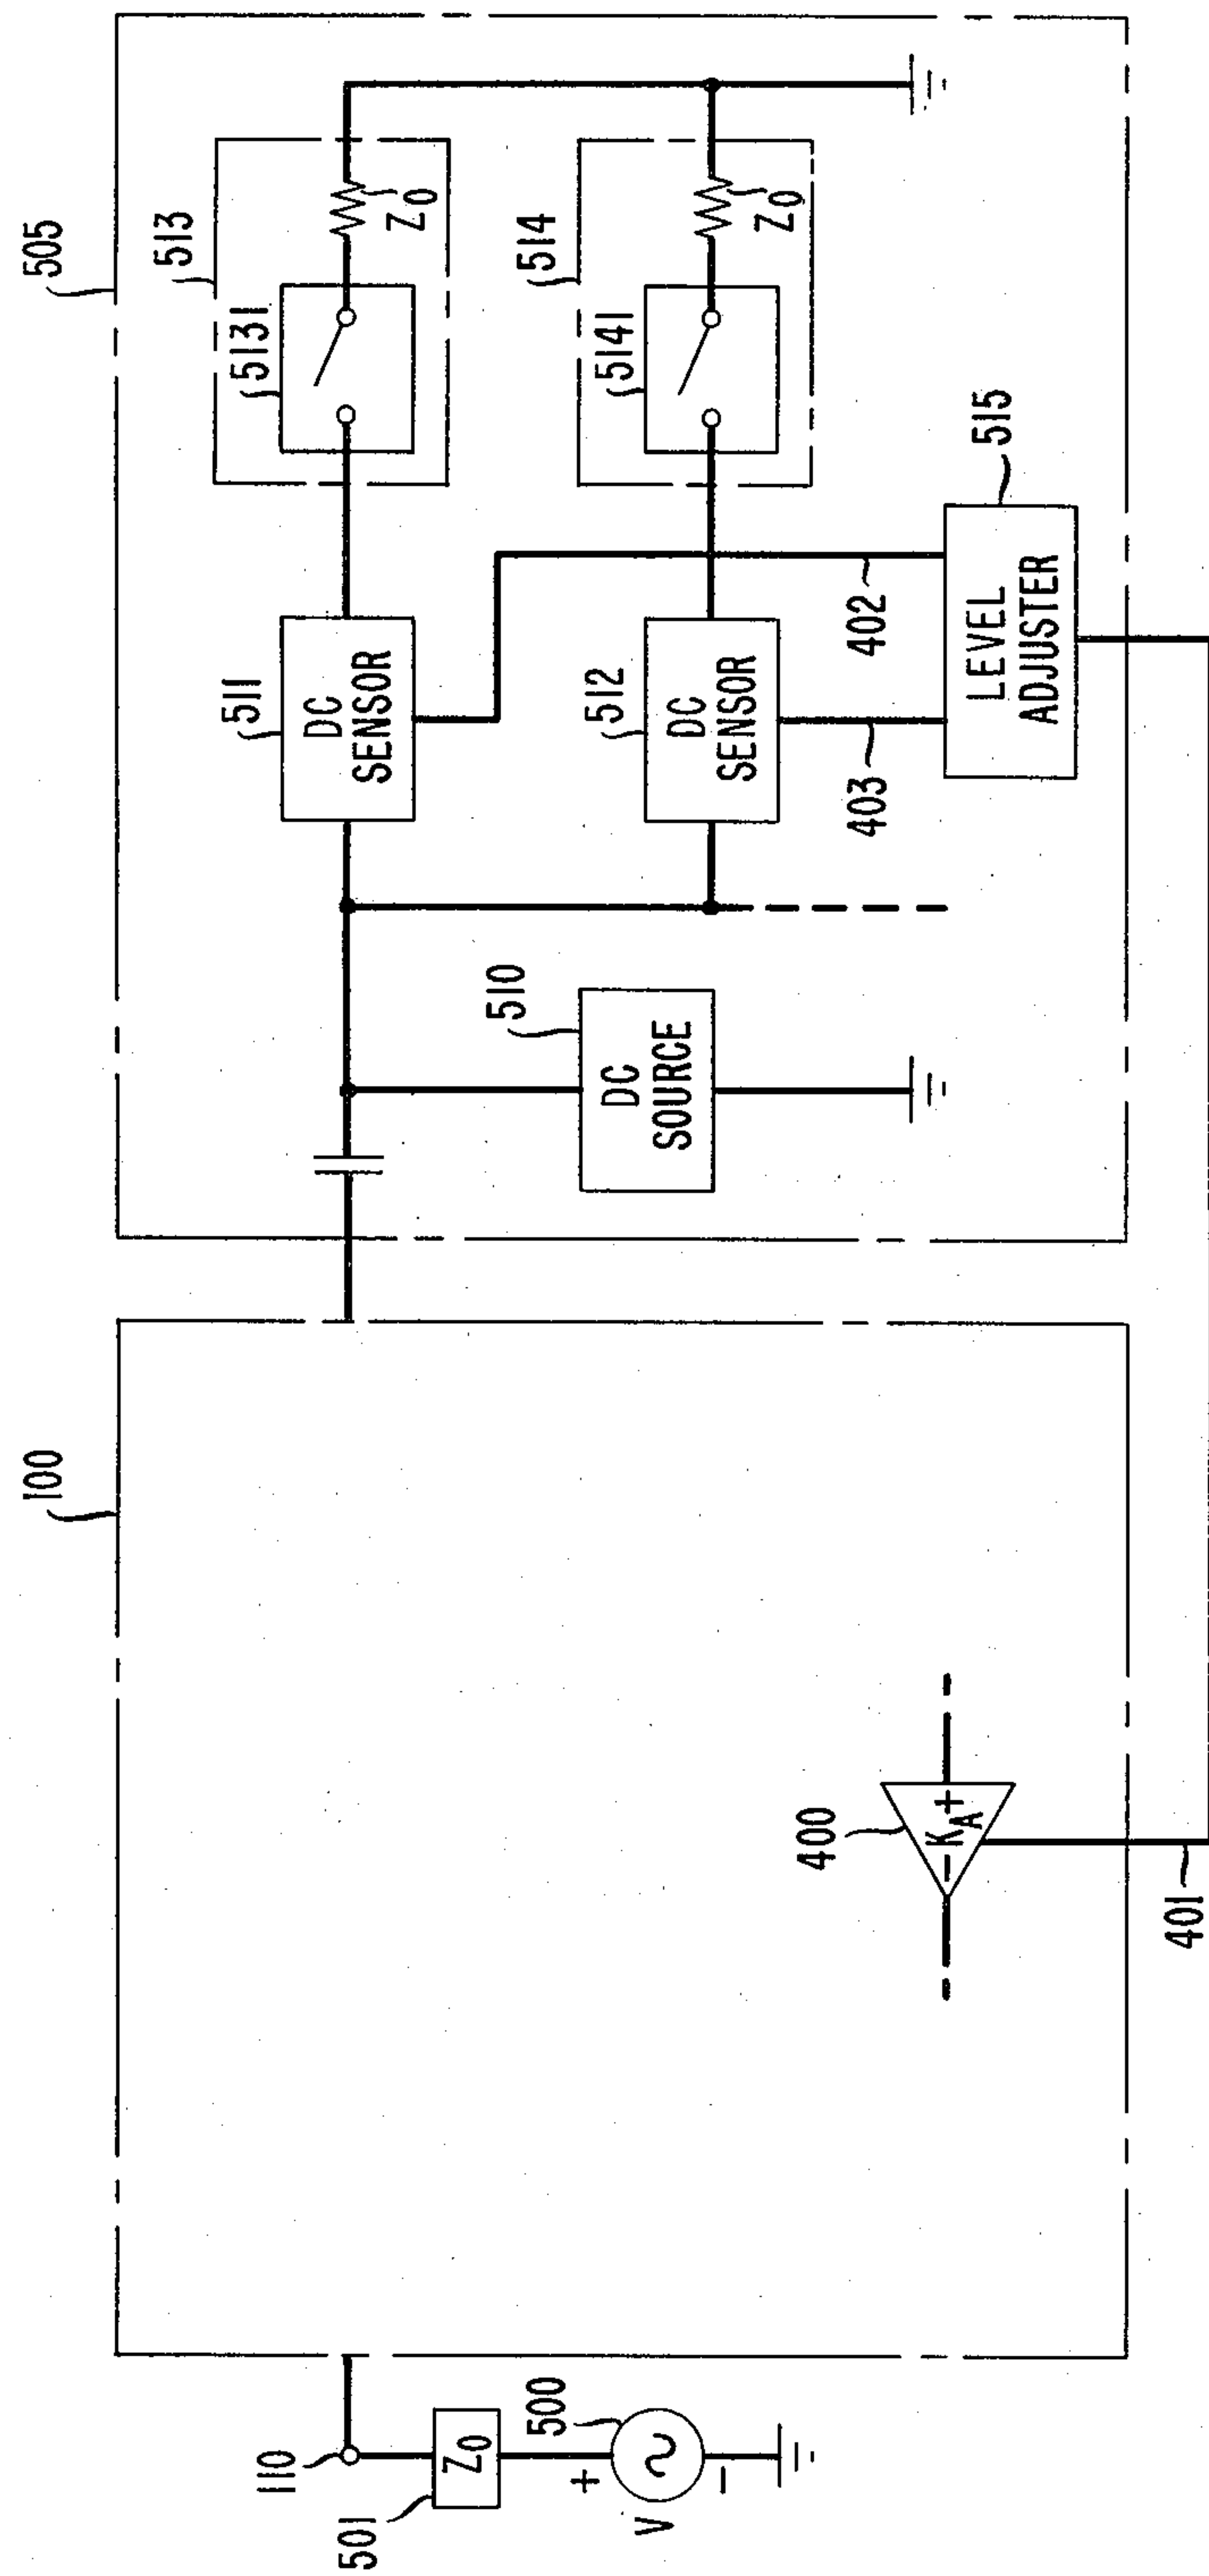 505
513
5131
Z0
514
5141
Z0
511
DC
SENSOR
512
DC
SENSOR
402
403
515
LEVEL
ADJUSTER
510
DC
SOURCE
100
400
- KA +
401
110
501
Z0
500
+
-
V